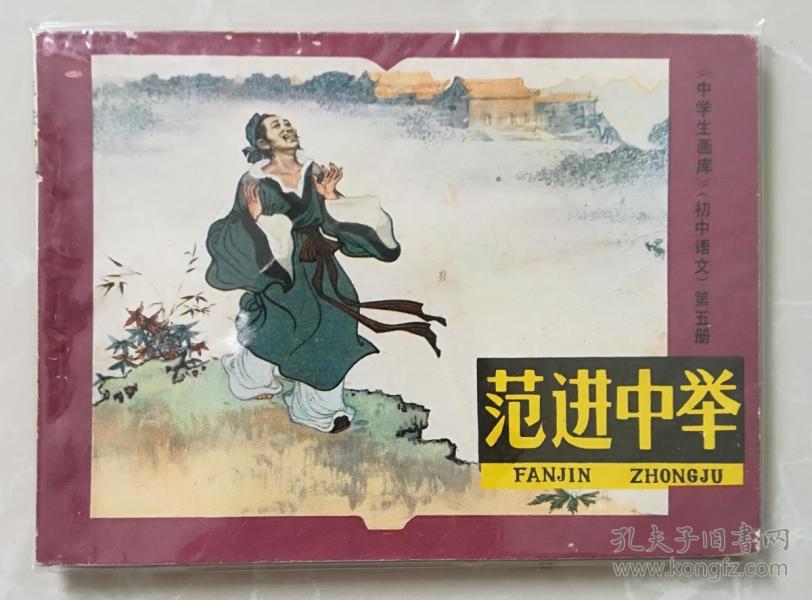 《中学生画库》(初中语文)第五册
范进中举
FANJIN ZHONGJU
孔夫子旧書网
www.kongfz.com